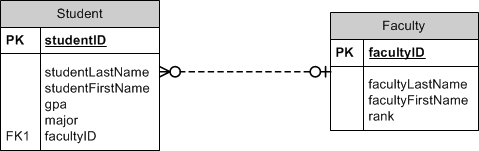 Student
PK studentID
studentLastName
studentFirstName
gpa
major
FK1 facultyID
Faculty
PK facultyID
facultyLastName
facultyFirstName
rank